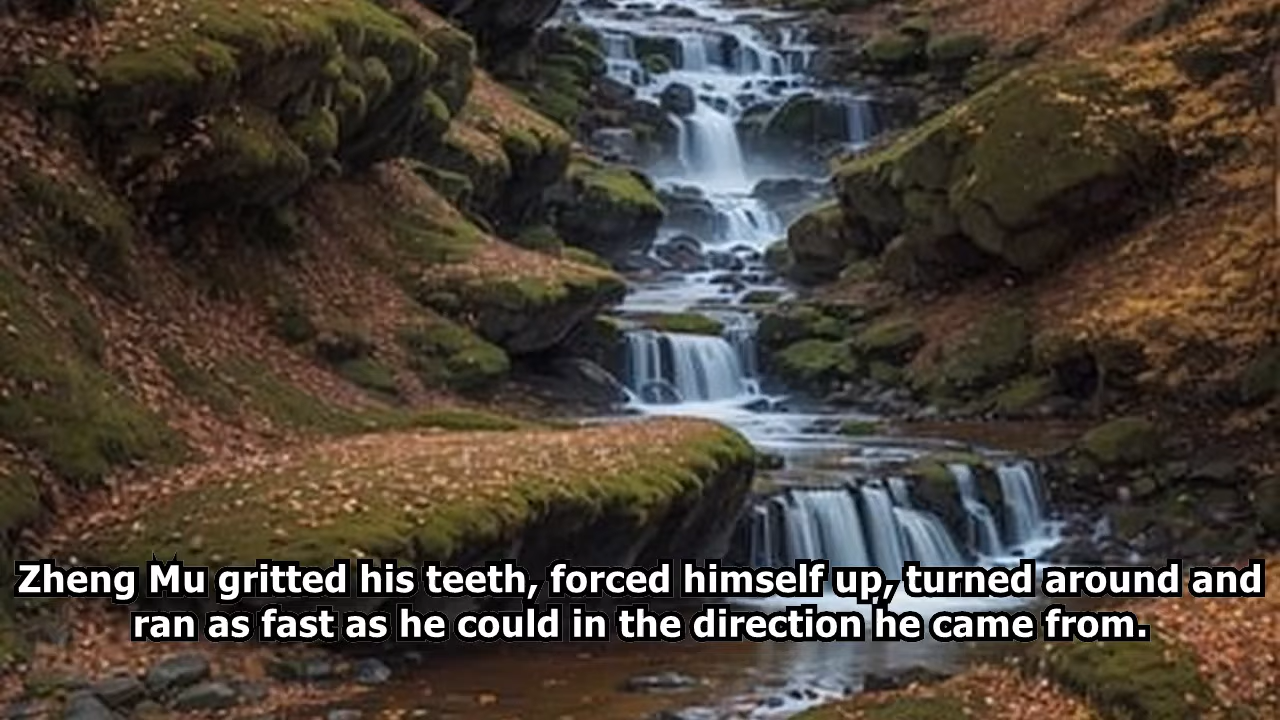 Zheng Mu gritted his teeth, forced himself up, turned around and
ran as fast as he could in the direction he came from.